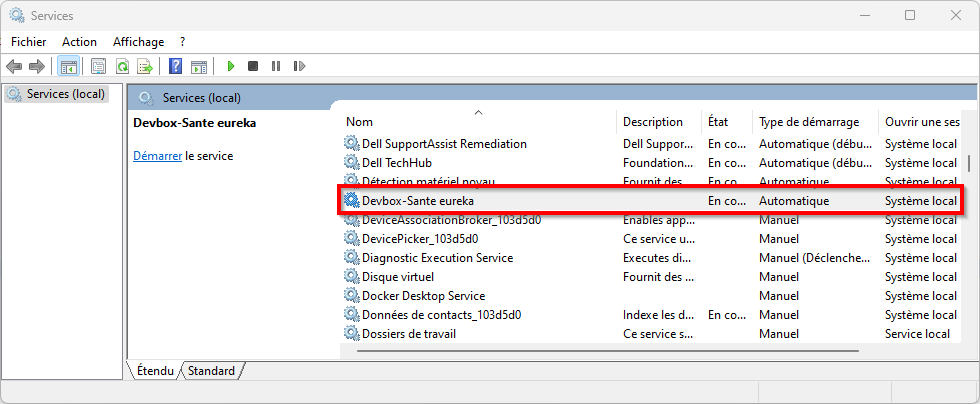 Services
Fichier Action Affichage ?
Services (local)
Services (local)
Devbox-Sante eureka
Démarrer le service
Nom Description État Type de démarrage Ouvrir une ses
Dell SupportAssist Remediation Dell Suppor... En co... Automatique (débu... Système local
Dell TechHub Foundation... En co... Automatique (débu... Système local
Détection matériel noyau Fournit des En co... Automatique Système local
Devbox-Sante eureka En co... Automatique Système local
DeviceAssociationBroker_103d5d0 Enables app... Manuel Système local
DevicePicker_103d5d0 Ce service u... Manuel Système local
Diagnostic Execution Service Executes di... Manuel (Déclenche... Système local
Disque virtuel Fournit des ... Manuel Système local
Docker Desktop Service Manuel Système local
Données de contacts_103d5d0 Indexe les d... En co... Manuel Système local
Dossiers de travail Ce service s... Manuel Service local
Étendu Standard